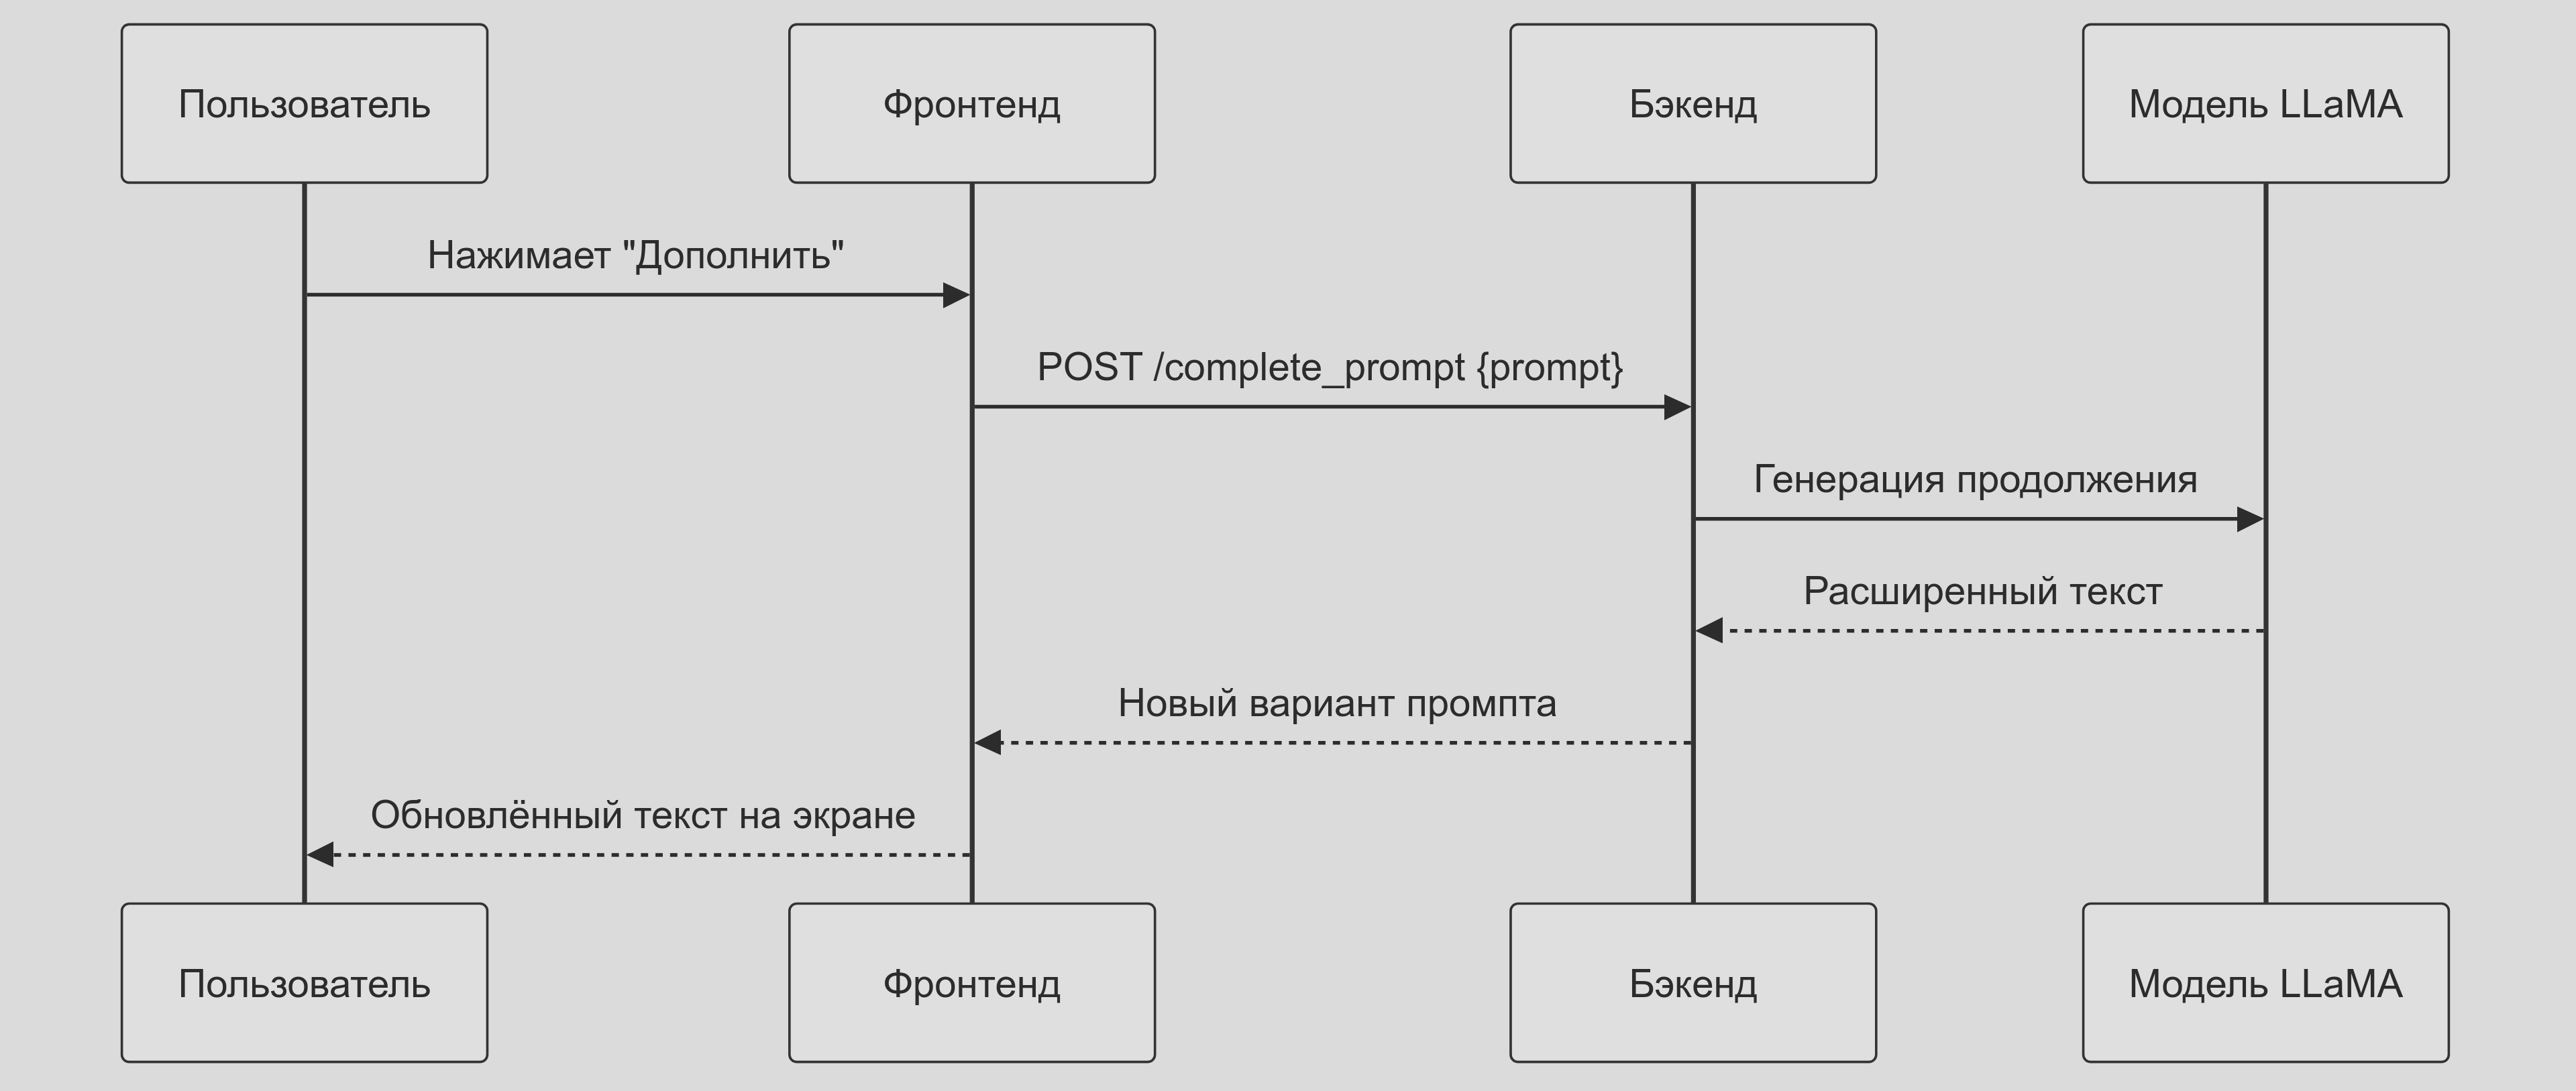 Пользователь
Фронтенд
Бэкенд
Модель LLaMA
Нажимает "Дополнить"
POST /complete_prompt {prompt}
Генерация продолжения
Расширенный текст
Новый вариант промпта
Обновлённый текст на экране
Пользователь
Фронтенд
Бэкенд
Модель LLaMA